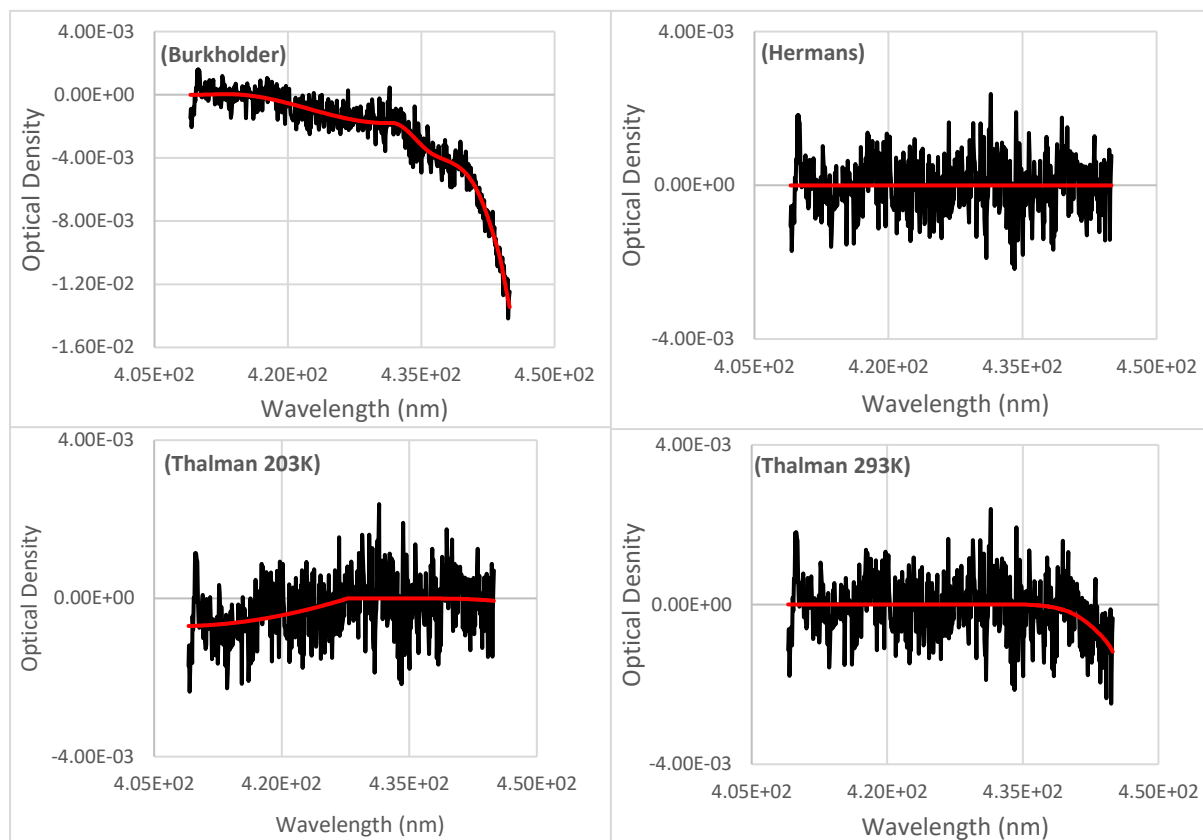 (Burkholder)
4.00E-03
0.00E+00
-4.00E-03
-8.00E-03
-1.20E-02
-1.60E-02
Optical Density
4.05E+02 4.20E+02 4.35E+02 4.50E+02
Wavelength (nm)
(Hermans)
4.00E-03
0.00E+00
-4.00E-03
Optical Density
4.05E+02 4.20E+02 4.35E+02 4.50E+02
Wavelength (nm)
(Thalman 203K)
4.00E-03
0.00E+00
-4.00E-03
Optical Density
4.05E+02 4.20E+02 4.35E+02 4.50E+02
Wavelength (nm)
(Thalman 293K)
4.00E-03
0.00E+00
-4.00E-03
Optical Desnity
4.05E+02 4.20E+02 4.35E+02 4.50E+02
Wavelength (nm)